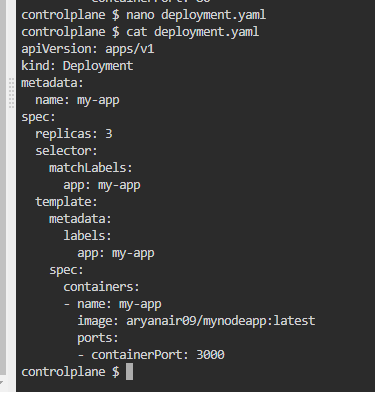 controlplane $ nano deployment.yaml
controlplane $ cat deployment.yaml
apiVersion: apps/v1
kind: Deployment
metadata:
  name: my-app
spec:
  replicas: 3
  selector:
    matchLabels:
      app: my-app
  template:
    metadata:
      labels:
        app: my-app
    spec:
      containers:
      - name: my-app
        image: aryanair09/mynodeapp:latest
        ports:
        - containerPort: 3000
controlplane $